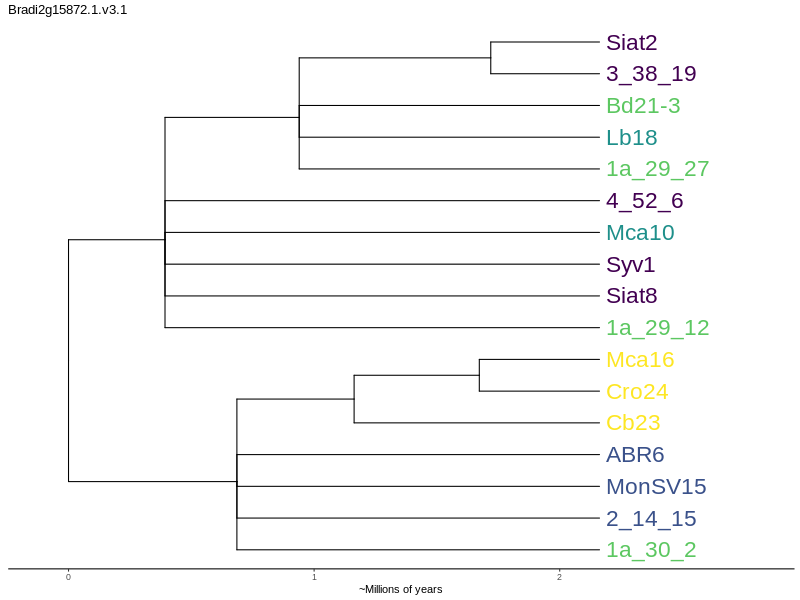 Bradi2g15872.1.v3.1
Siat2
3_38_19
Bd21-3
Lb18
1a_29_27
4_52_6
Mca10
Syv1
Siat8
1a_29_12
Mca16
Cro24
Cb23
ABR6
MonSV15
2_14_15
1a_30_2
0 1 2
~Millions of years